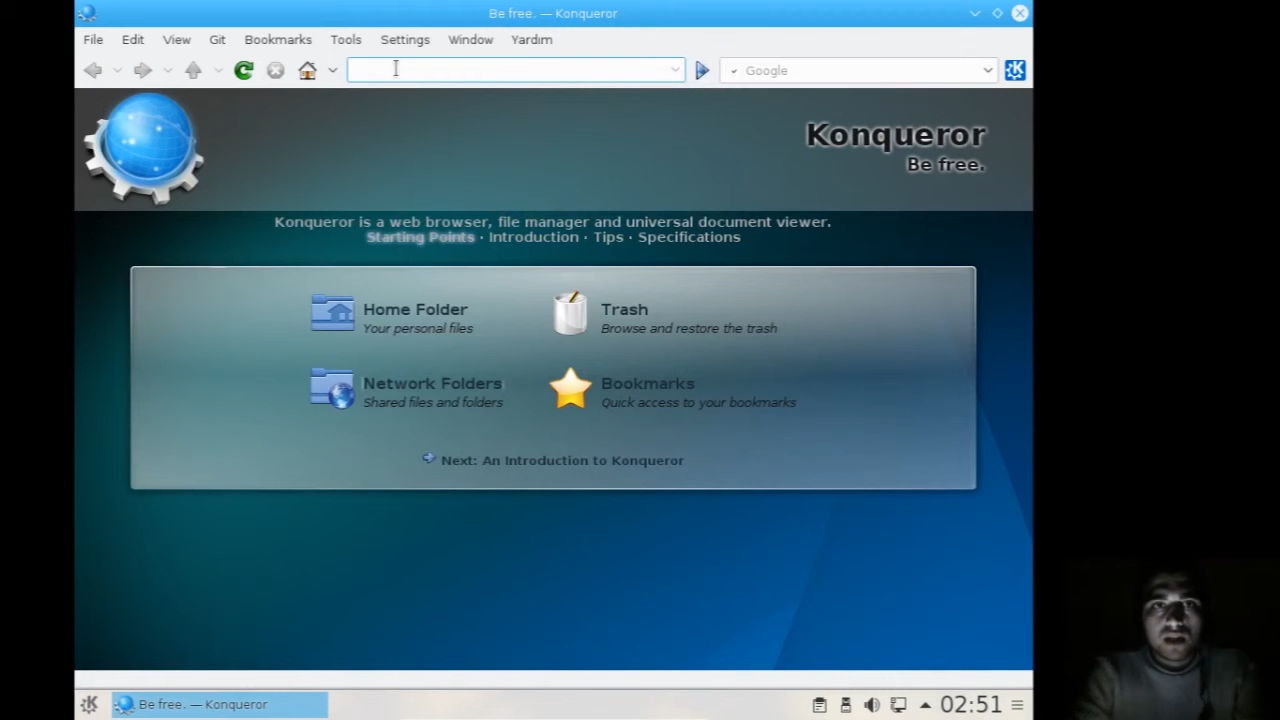 Be free. — Konqueror
File Edit View Git Bookmarks Tools Settings Window Yardım
Google
Konqueror
Be free.
Konqueror is a web browser, file manager and universal document viewer.
Starting Points · Introduction · Tips · Specifications
Home Folder
Your personal files
Trash
Browse and restore the trash
Network Folders
Shared files and folders
Bookmarks
Quick access to your bookmarks
Next: An Introduction to Konqueror
Be free. — Konqueror
02:51